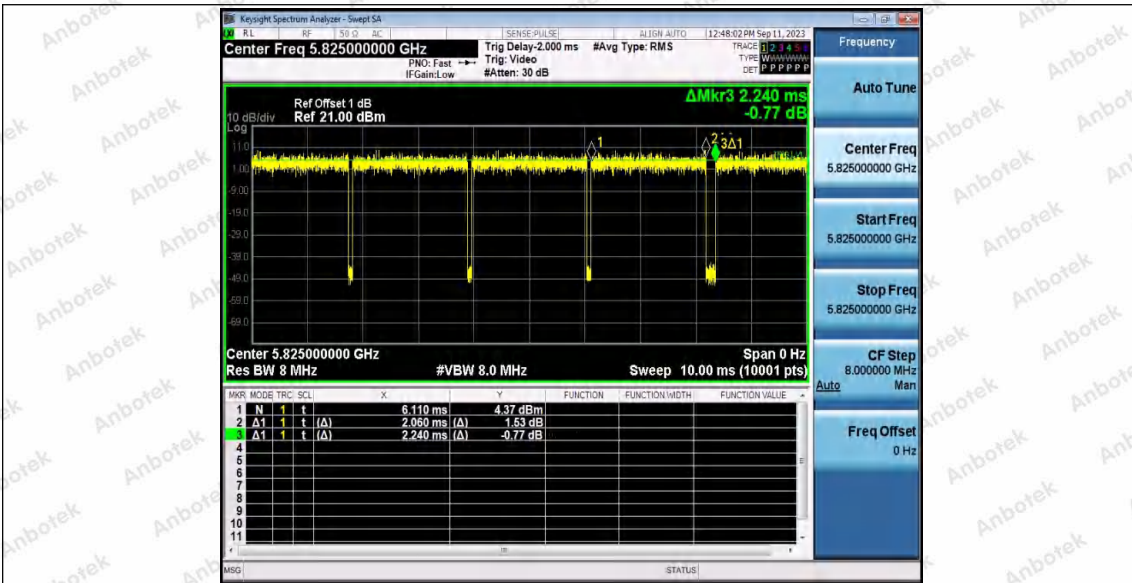 Keysight Spectrum Analyzer - Swept SA
RL RF 50 Ω AC SENSE:PULSE ALIGN AUTO 12:48:02 PM Sep 11, 2023
Center Freq 5.825000000 GHz
Trig Delay-2.000 ms #Avg Type: RMS
PNO: Fast Trig: Video
IFGain:Low #Atten: 30 dB
TRACE 1 2 3 4 5 6
TYPE W
DET P P P P P P
Frequency
ΔMkr3 2.240 ms
-0.77 dB
Ref Offset 1 dB
10 dB/div Ref 21.00 dBm
Log
11.0
1.00
-9.00
-19.0
-29.0
-39.0
-49.0
-59.0
-69.0
1
2
3Δ1
Center 5.825000000 GHz Span 0 Hz
Res BW 8 MHz #VBW 8.0 MHz Sweep 10.00 ms (10001 pts)
MKR MODE TRC SCL X Y FUNCTION FUNCTION WIDTH FUNCTION VALUE
1 N 1 t 6.110 ms 4.37 dBm
2 Δ1 1 t (Δ) 2.060 ms (Δ) 1.53 dB
3 Δ1 1 t (Δ) 2.240 ms (Δ) -0.77 dB
4
5
6
7
8
9
10
11
MSG STATUS
Auto Tune
Center Freq
5.825000000 GHz
Start Freq
5.825000000 GHz
Stop Freq
5.825000000 GHz
CF Step
8.000000 MHz
Auto Man
Freq Offset
0 Hz
Anbotek